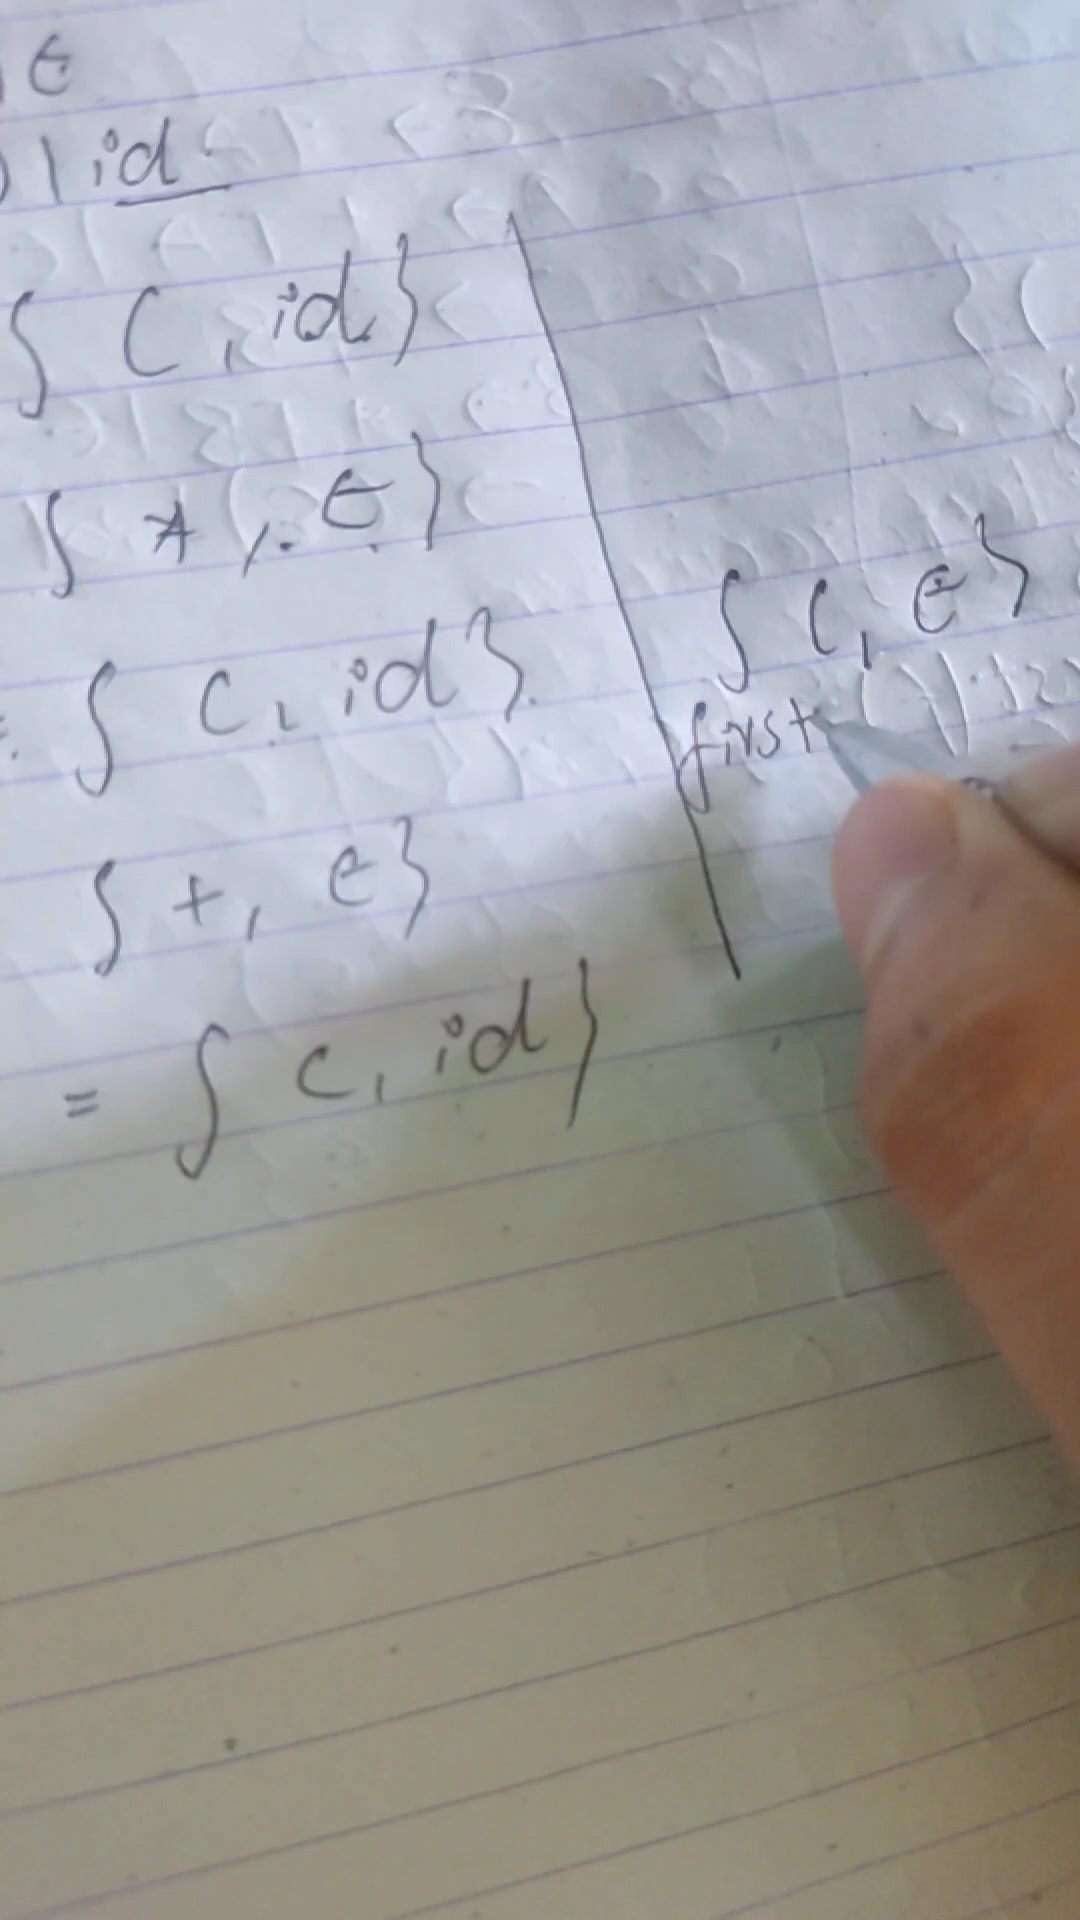 ϵ
) | id
{ (, id}
{ *, ϵ}
= { (, id}
{ +, ϵ}
= { (, id}
{ (, ϵ}
first